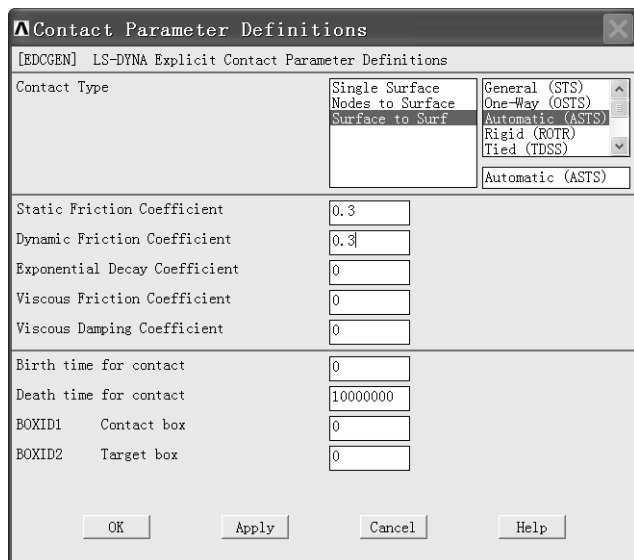 Contact Parameter Definitions
[EDCGEN] LS-DYNA Explicit Contact Parameter Definitions
Contact Type
Single Surface
Nodes to Surface
Surface to Surf
General (STS)
One-Way (OSTS)
Automatic (ASTS)
Rigid (ROTR)
Tied (TDSS)
Automatic (ASTS)
Static Friction Coefficient 0.3
Dynamic Friction Coefficient 0.3
Exponential Decay Coefficient 0
Viscous Friction Coefficient 0
Viscous Damping Coefficient 0
Birth time for contact 0
Death time for contact 10000000
BOXID1 Contact box 0
BOXID2 Target box 0
OK Apply Cancel Help